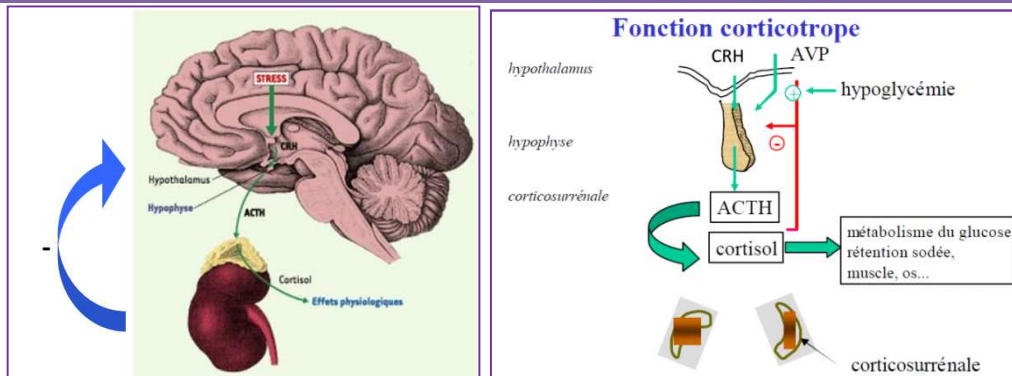 STRESS
CRH
Hypothalamus
Hypophyse
ACTH
Cortisol
Effets physiologiques
-
Fonction corticotrope
CRH
AVP
hypothalamus
+
hypoglycémie
hypophyse
-
corticosurrénale
ACTH
cortisol
métabolisme du glucose
rétention sodée,
muscle, os...
corticosurrénale